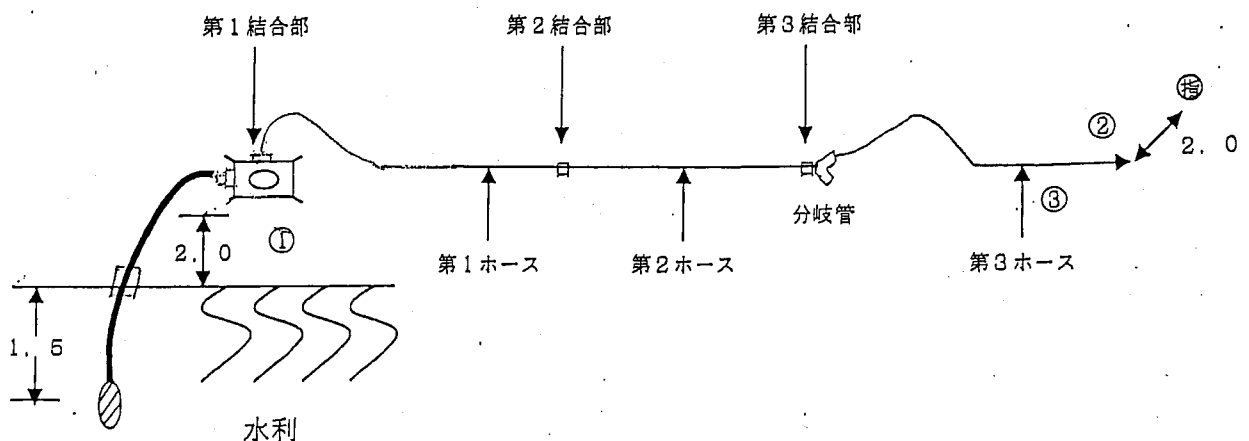 第1結合部
第2結合部
第3結合部
指
②
2.0
2.0
①
分岐管
③
第1ホース
第2ホース
第3ホース
1.5
水利